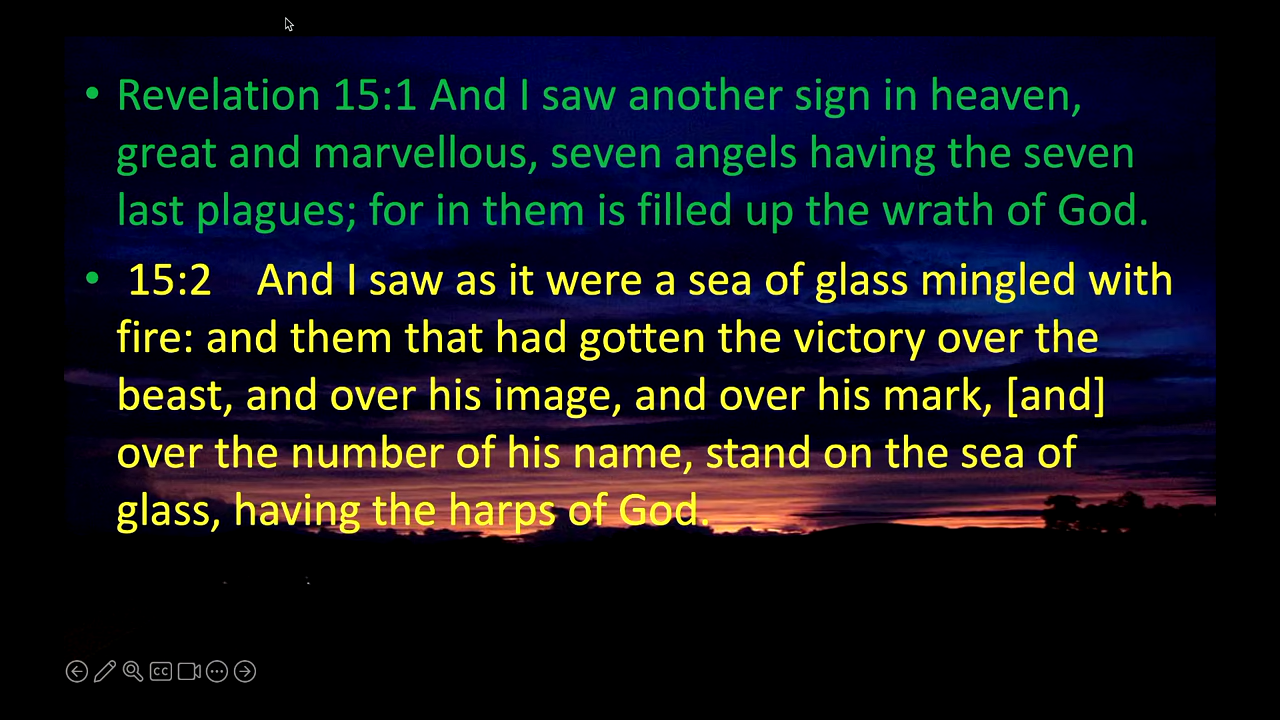 • Revelation 15:1 And I saw another sign in heaven,
great and marvellous, seven angels having the seven
last plagues; for in them is filled up the wrath of God.
• 15:2 And I saw as it were a sea of glass mingled with
fire: and them that had gotten the victory over the
beast, and over his image, and over his mark, [and]
over the number of his name, stand on the sea of
glass, having the harps of God.
CC